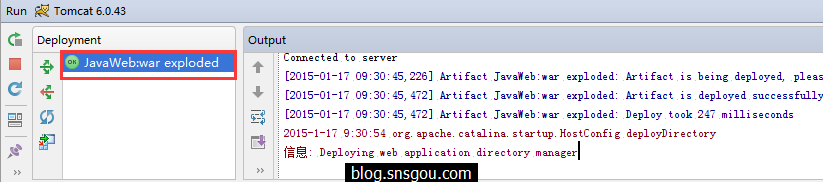 Run Tomcat 6.0.43
Deployment
Output
OK JavaWeb:war exploded
Connected to server
[2015-01-17 09:30:45,226] Artifact JavaWeb:war exploded: Artifact is being deployed, pleas
[2015-01-17 09:30:45,472] Artifact JavaWeb:war exploded: Artifact is deployed successfully
[2015-01-17 09:30:45,472] Artifact JavaWeb:war exploded: Deploy took 247 milliseconds
2015-1-17 9:30:54 org.apache.catalina.startup.HostConfig deployDirectory
信息: Deploying web application directory manager
blog.snsgou.com